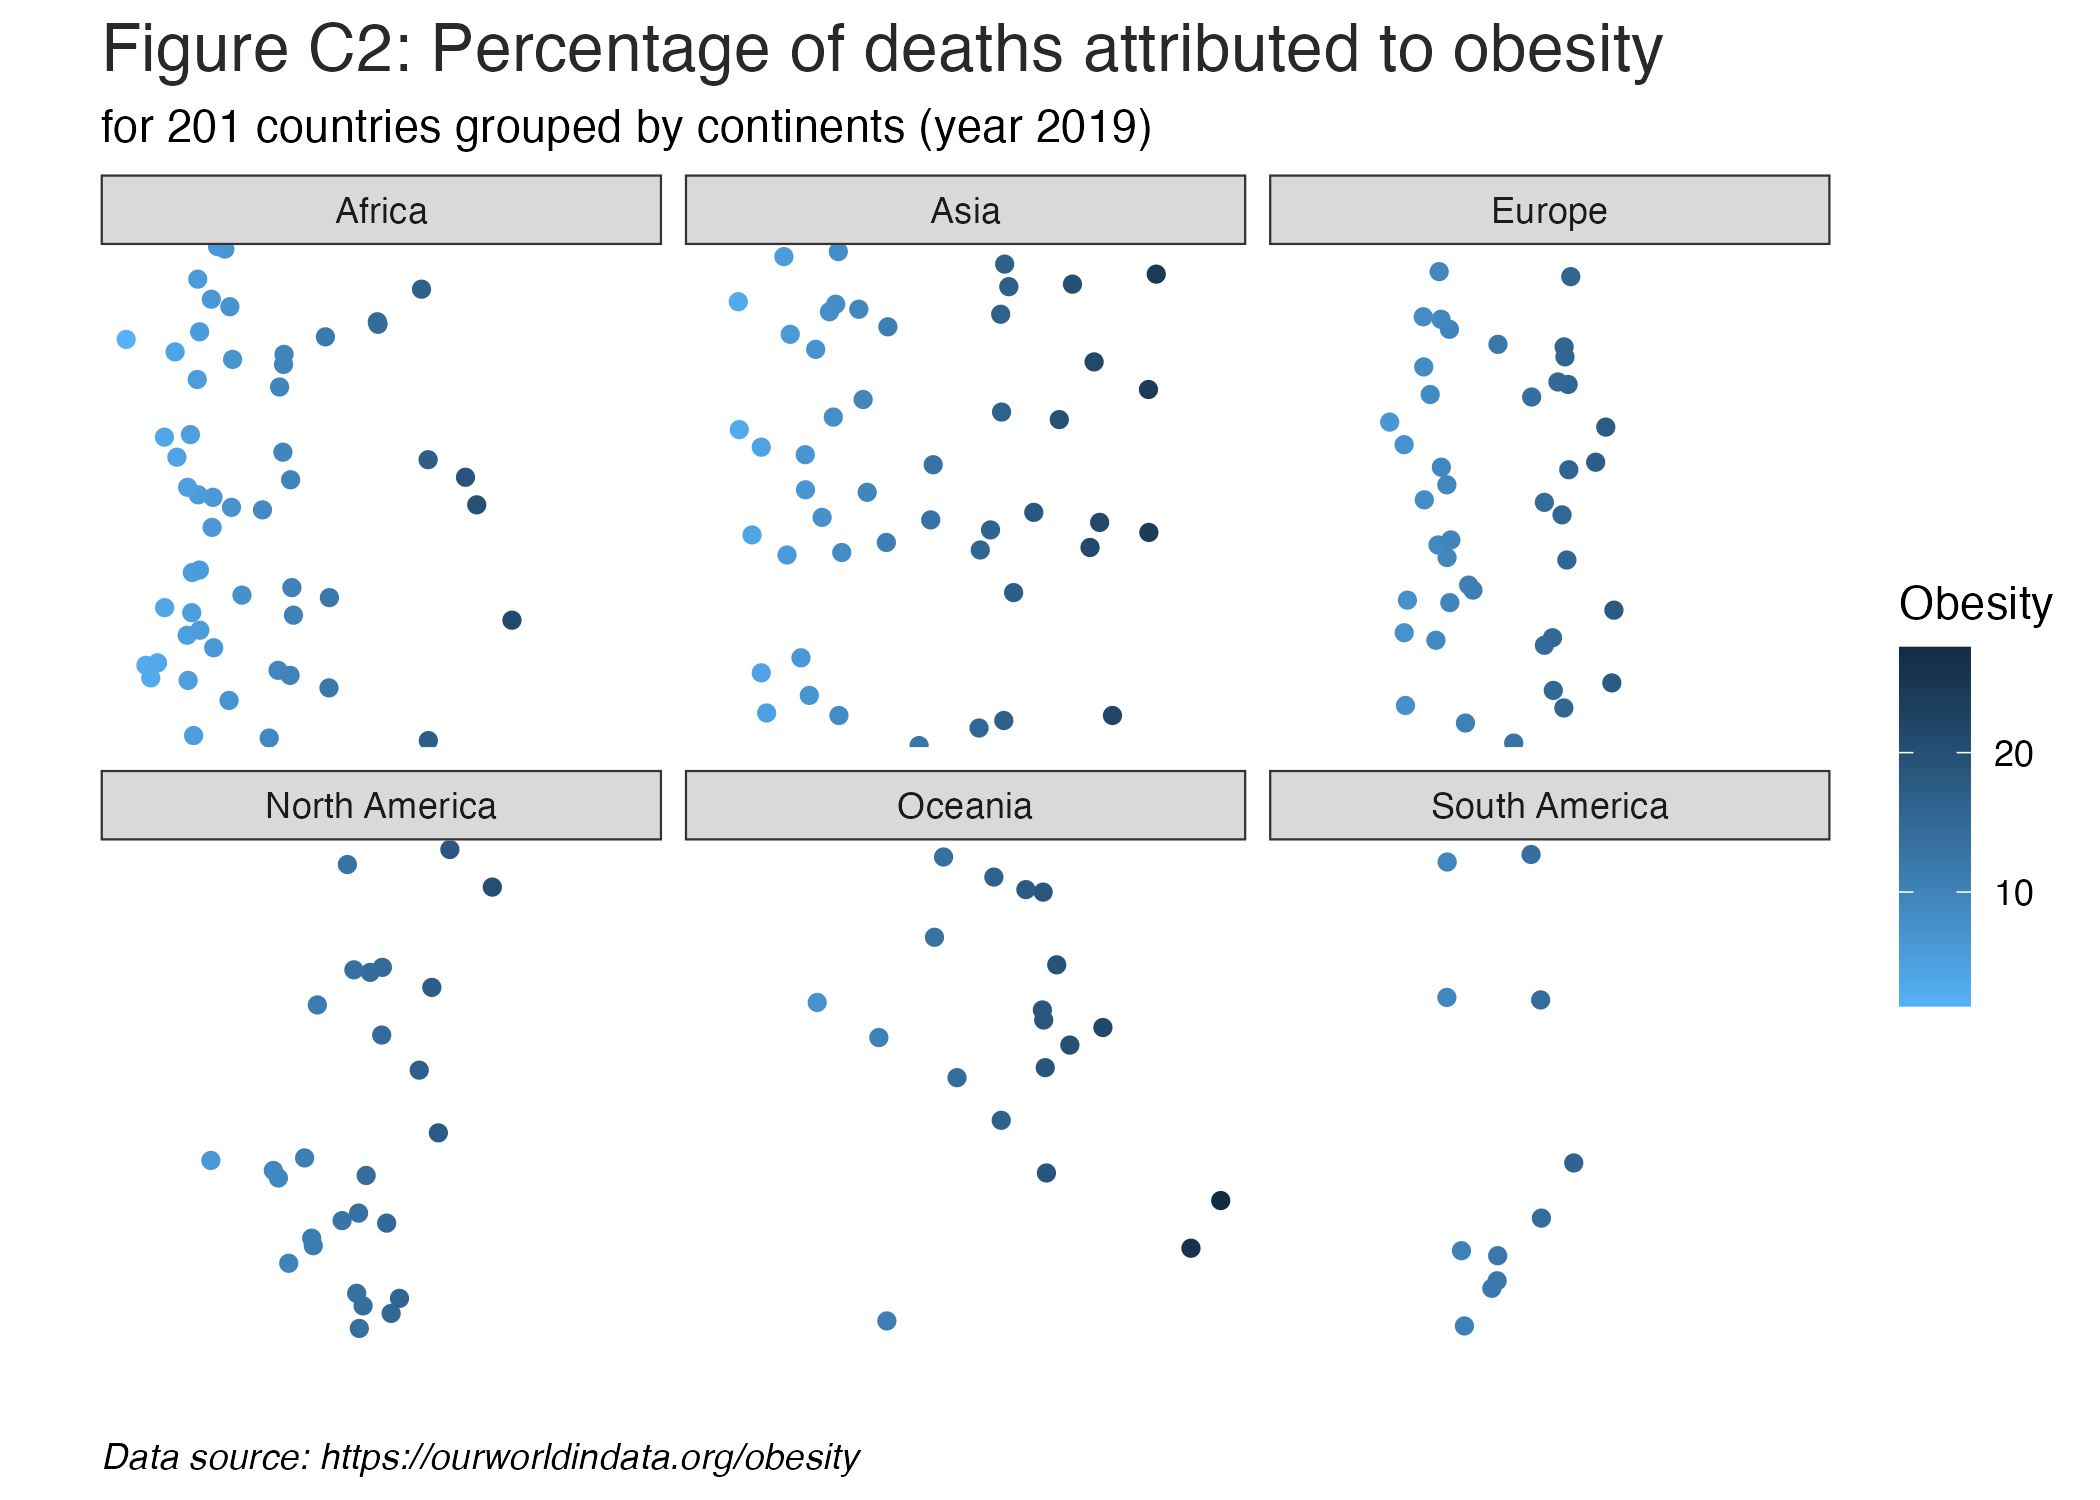 Figure C2: Percentage of deaths attributed to obesity
for 201 countries grouped by continents (year 2019)
Africa
Asia
Europe
North America
Oceania
South America
Obesity
20
10
Data source: https://ourworldindata.org/obesity